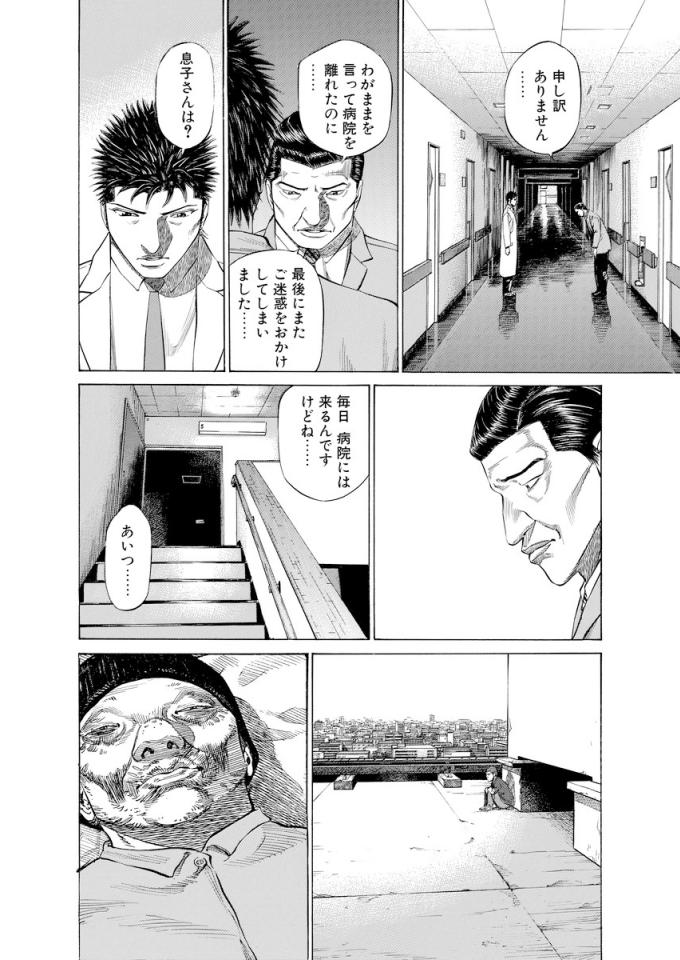 申し訳
ありません
……
わがままを
言って病院を
離れたのに
……
最後にまた
ご迷惑をおかけ
してしまい
ました……
息子さんは？
毎日 病院には
来るんです
けどね……
あいつ……